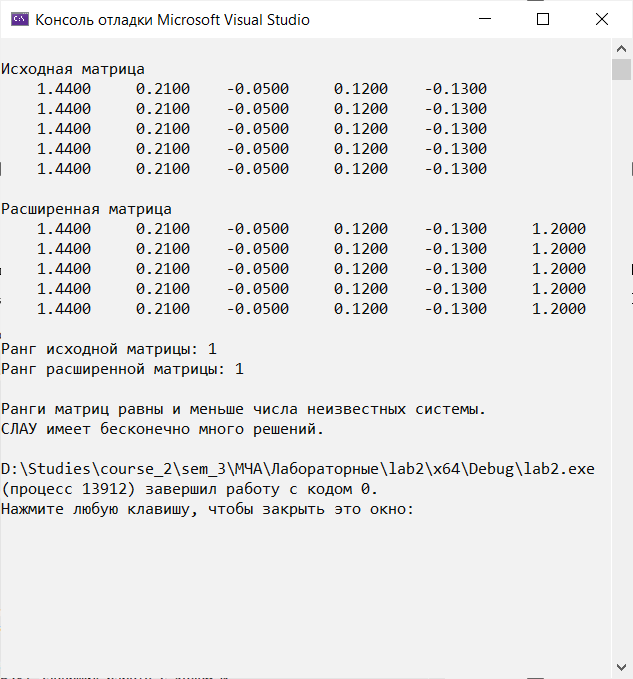 Консоль отладки Microsoft Visual Studio
Исходная матрица
1.4400 0.2100 -0.0500 0.1200 -0.1300
1.4400 0.2100 -0.0500 0.1200 -0.1300
1.4400 0.2100 -0.0500 0.1200 -0.1300
1.4400 0.2100 -0.0500 0.1200 -0.1300
1.4400 0.2100 -0.0500 0.1200 -0.1300
Расширенная матрица
1.4400 0.2100 -0.0500 0.1200 -0.1300 1.2000
1.4400 0.2100 -0.0500 0.1200 -0.1300 1.2000
1.4400 0.2100 -0.0500 0.1200 -0.1300 1.2000
1.4400 0.2100 -0.0500 0.1200 -0.1300 1.2000
1.4400 0.2100 -0.0500 0.1200 -0.1300 1.2000
Ранг исходной матрицы: 1
Ранг расширенной матрицы: 1
Ранги матриц равны и меньше числа неизвестных системы.
СЛАУ имеет бесконечно много решений.
D:\Studies\course_2\sem_3\МЧА\Лабораторные\lab2\x64\Debug\lab2.exe
(процесс 13912) завершил работу с кодом 0.
Нажмите любую клавишу, чтобы закрыть это окно: